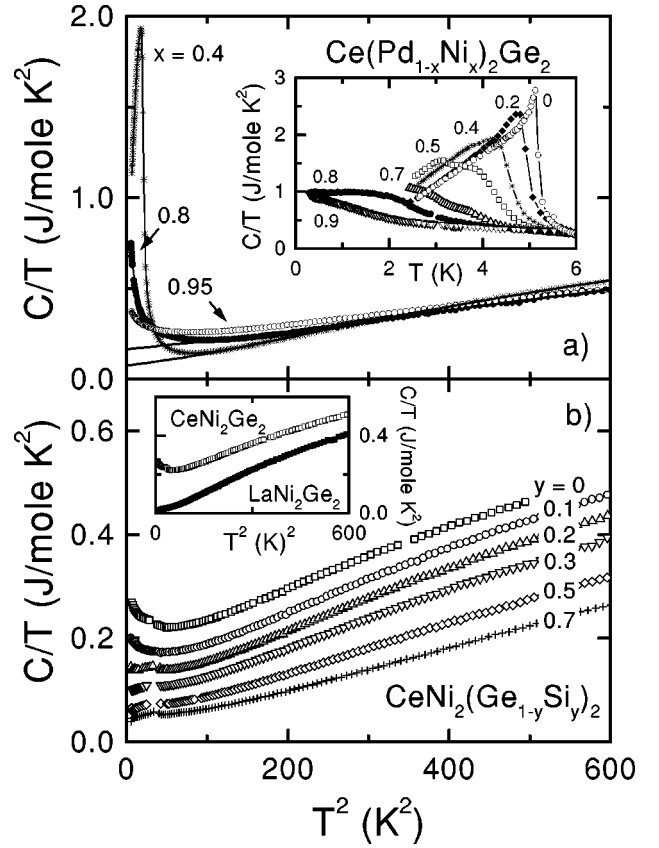 a)
Ce(Pd1-xNix)2Ge2
x = 0.4
0.8
0.95
C/T (J/mole K²)
2.0
1.0
0.0
C/T (J/mole K²)
3
2
1
0
0
2
4
6
T (K)
0.9
0.8
0.7
0.5
0.4
0.2
0
b)
CeNi2Ge2
LaNi2Ge2
C/T (J/mole K²)
0.4
0.0
0
600
T² (K)²
y = 0
0.1
0.2
0.3
0.5
0.7
CeNi2(Ge1-ySiy)2
C/T (J/mole K²)
0.6
0.4
0.2
0.0
0
200
400
600
T² (K²)